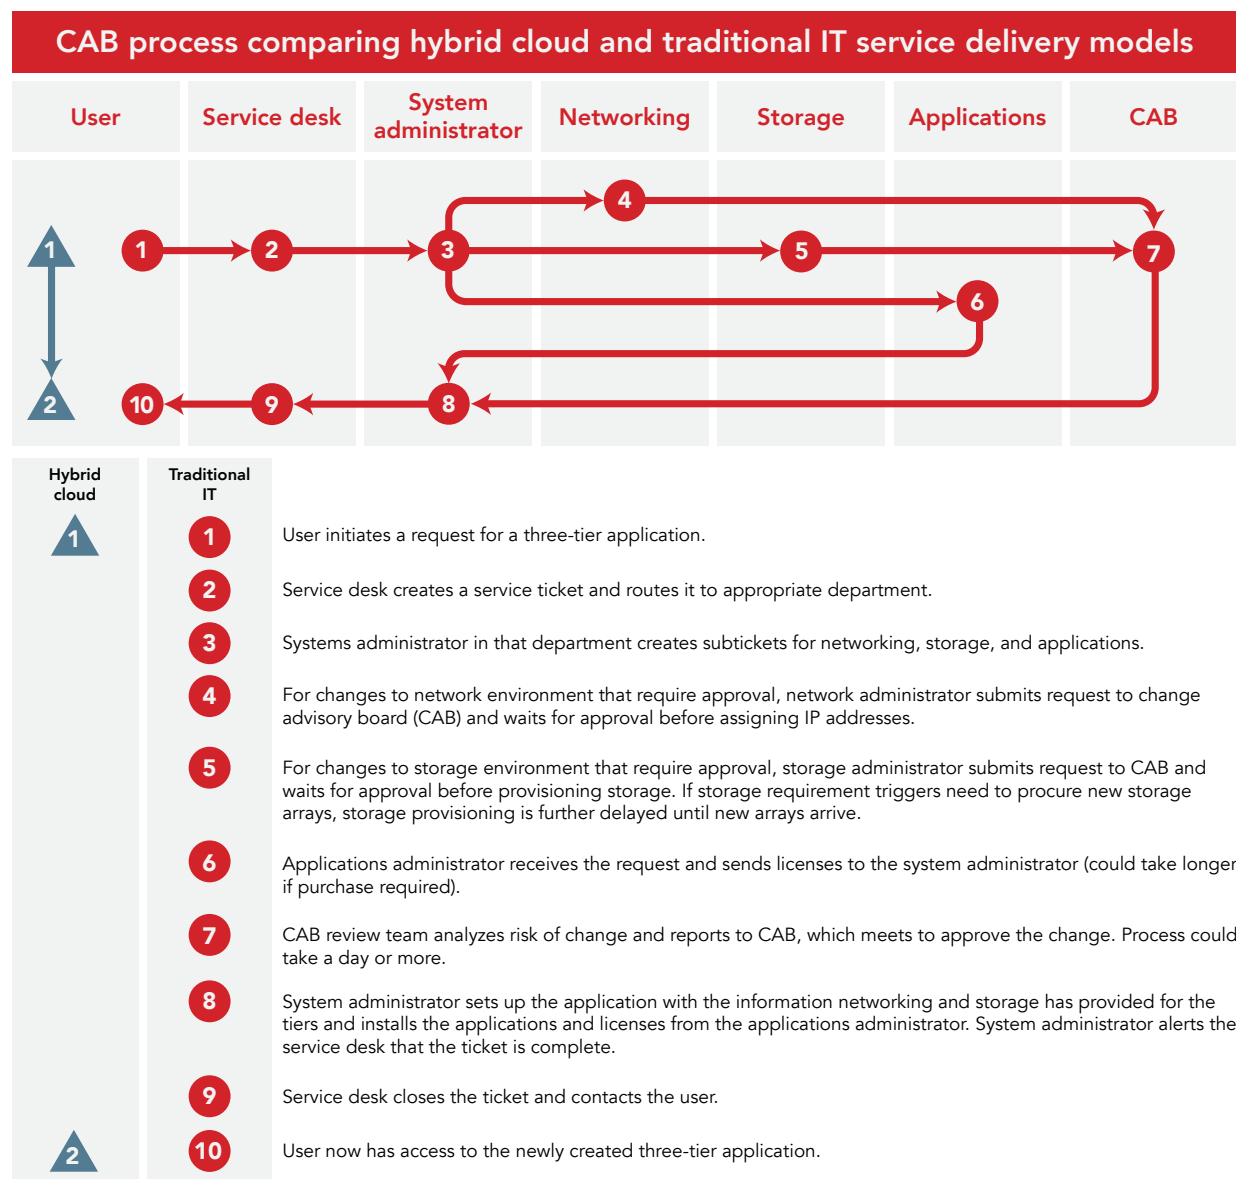 CAB process comparing hybrid cloud and traditional IT service delivery models
User
Service desk
System
administrator
Networking
Storage
Applications
CAB
4
1
1
2
3
5
7
6
2
10
9
8
Hybrid
cloud
Traditional
IT
1
1
User initiates a request for a three-tier application.
2
Service desk creates a service ticket and routes it to appropriate department.
3
Systems administrator in that department creates subtickets for networking, storage, and applications.
4
For changes to network environment that require approval, network administrator submits request to change
advisory board (CAB) and waits for approval before assigning IP addresses.
5
For changes to storage environment that require approval, storage administrator submits request to CAB and
waits for approval before provisioning storage. If storage requirement triggers need to procure new storage
arrays, storage provisioning is further delayed until new arrays arrive.
6
Applications administrator receives the request and sends licenses to the system administrator (could take longer
if purchase required).
7
CAB review team analyzes risk of change and reports to CAB, which meets to approve the change. Process could
take a day or more.
8
System administrator sets up the application with the information networking and storage has provided for the
tiers and installs the applications and licenses from the applications administrator. System administrator alerts the
service desk that the ticket is complete.
9
Service desk closes the ticket and contacts the user.
2
10
User now has access to the newly created three-tier application.